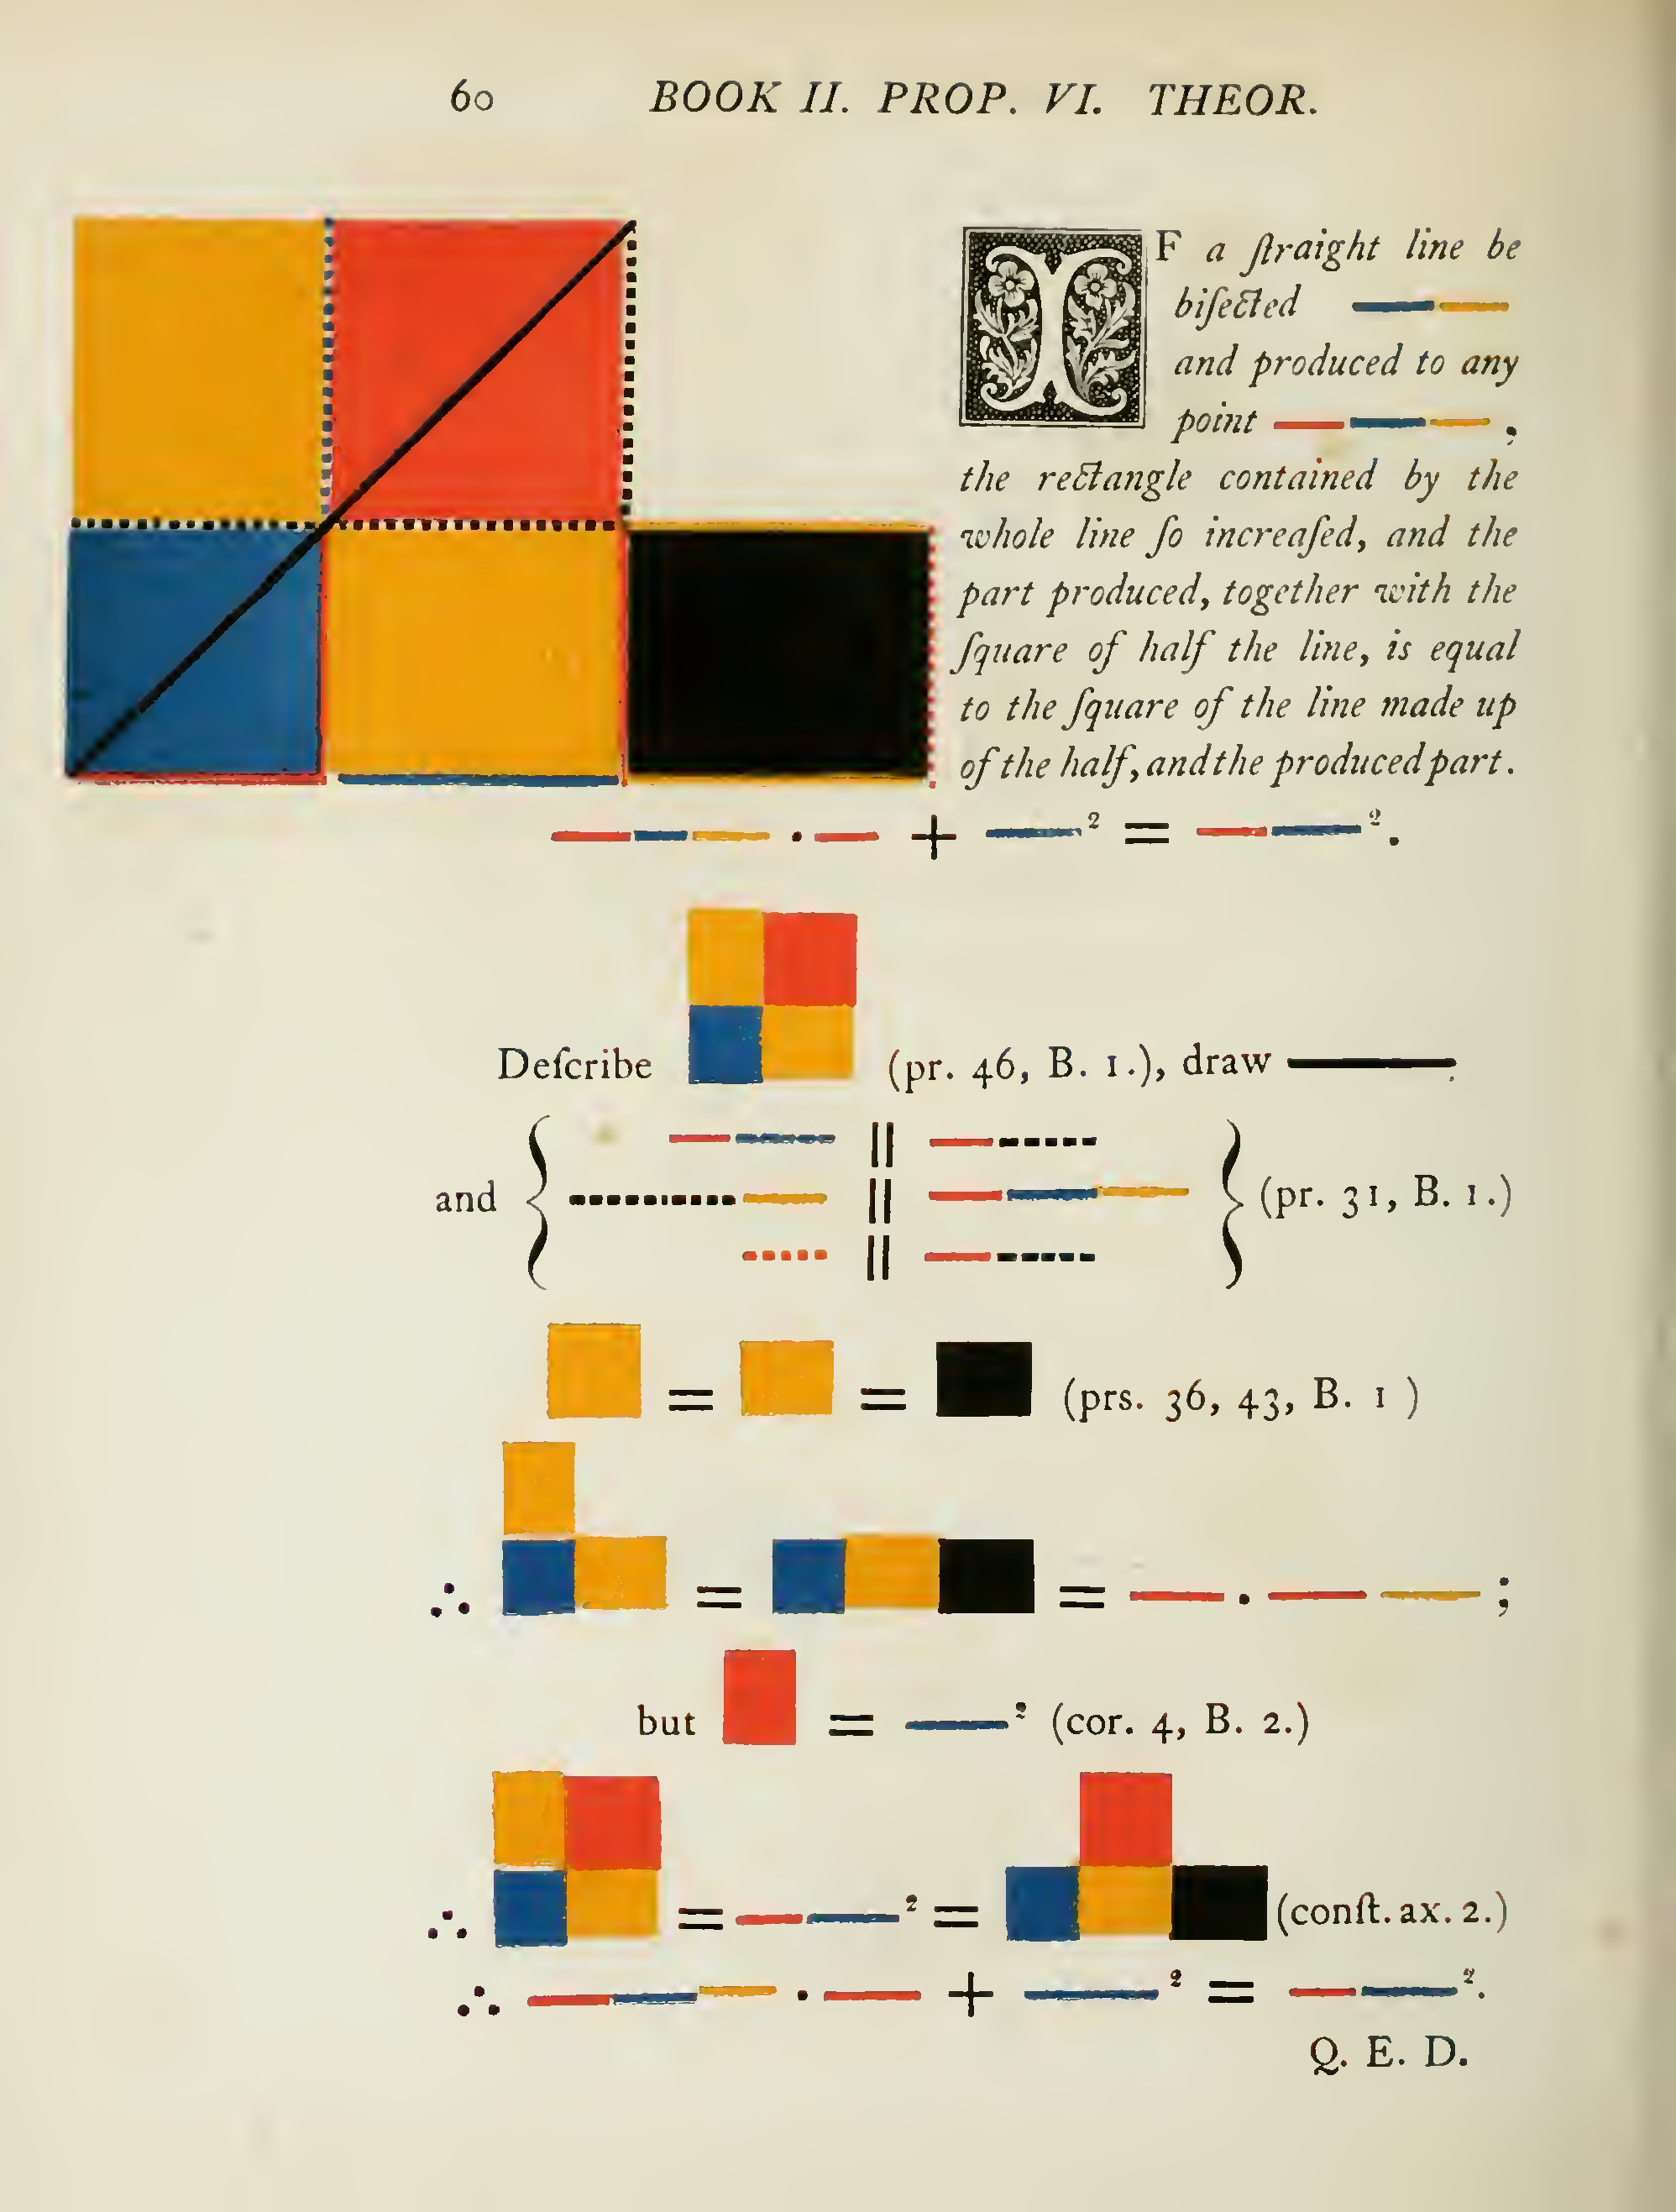 60 BOOK II. PROP. VI. THEOR.
IF a ſtraight line be
biſected
and produced to any
point ,
the rectangle contained by the
whole line ſo increaſed, and the
part produced, together with the
ſquare of half the line, is equal
to the ſquare of the line made up
of the half, and the produced part.
· + ² = ².
Deſcribe (pr. 46, B. 1.), draw
||
and { || } (pr. 31, B. 1.)
||
= = (prs. 36, 43, B. 1 )
∴ = = · ;
but = ² (cor. 4, B. 2.)
∴ = ² = (conſt. ax. 2.)
∴ · + ² = ².
Q. E. D.